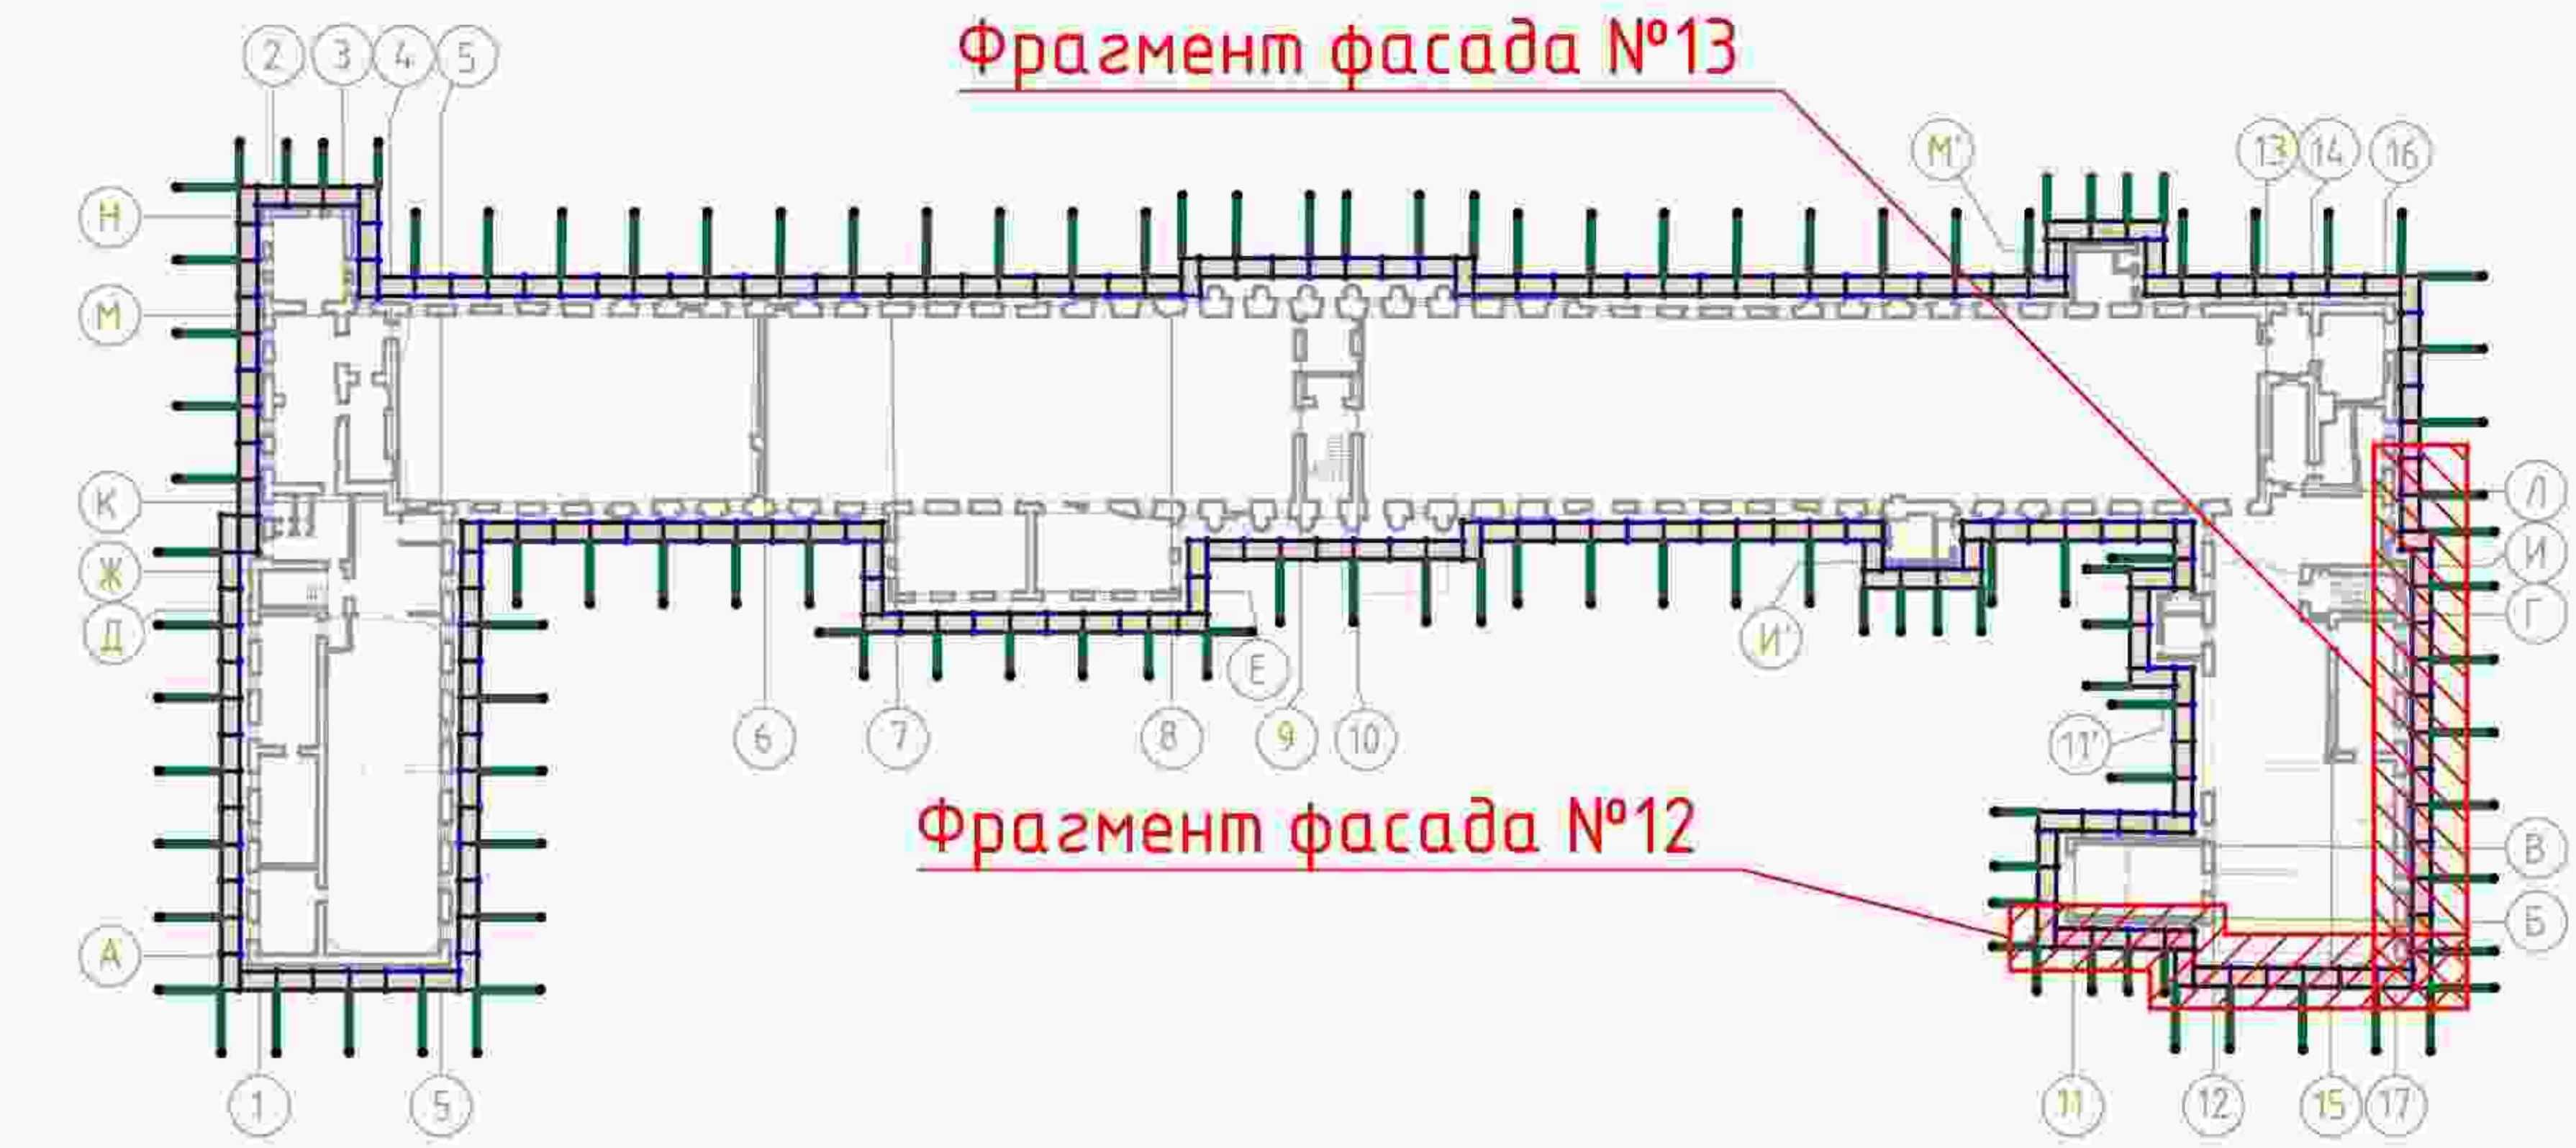 Фрагмент фасада №13
2 3 4 5
М' 13 14 16
Н
М
К
Ж
Д
А
Л
И
Г
В
Б
Е
И'
6 7 8 9 10
11'
Фрагмент фасада №12
1 5 11 12 15 17